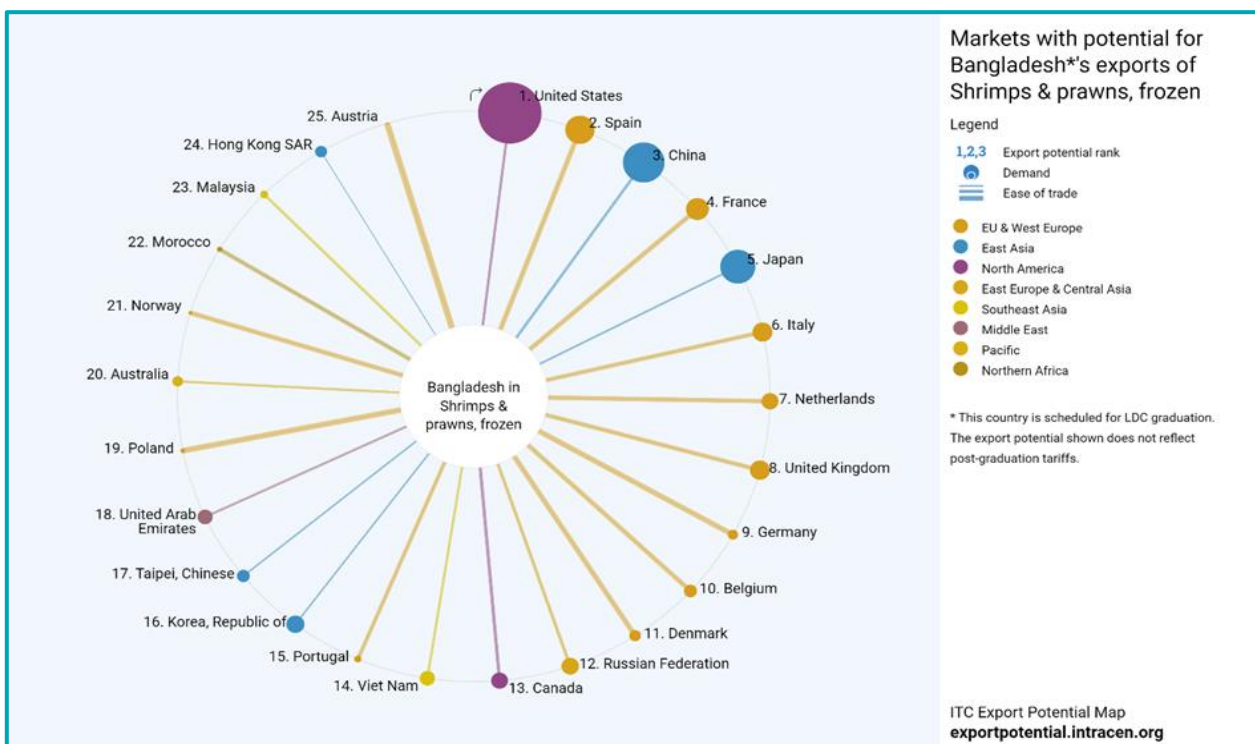 Markets with potential for
Bangladesh*'s exports of
Shrimps & prawns, frozen
Legend
1,2,3 Export potential rank
Demand
Ease of trade
EU & West Europe
East Asia
North America
East Europe & Central Asia
Southeast Asia
Middle East
Pacific
Northern Africa
* This country is scheduled for LDC graduation.
The export potential shown does not reflect
post-graduation tariffs.
ITC Export Potential Map
exportpotential.intracen.org
Bangladesh in
Shrimps &
prawns, frozen
1. United States
2. Spain
3. China
4. France
5. Japan
6. Italy
7. Netherlands
8. United Kingdom
9. Germany
10. Belgium
11. Denmark
12. Russian Federation
13. Canada
14. Viet Nam
15. Portugal
16. Korea, Republic of
17. Taipei, Chinese
18. United Arab
Emirates
19. Poland
20. Australia
21. Norway
22. Morocco
23. Malaysia
24. Hong Kong SAR
25. Austria